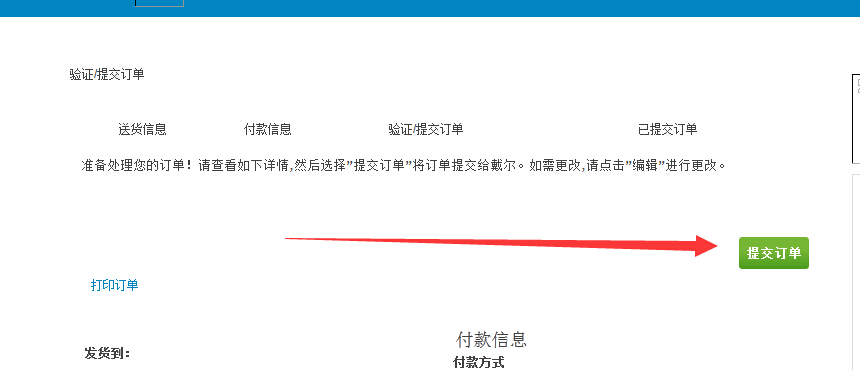 验证/提交订单
送货信息 付款信息 验证/提交订单 已提交订单
准备处理您的订单！请查看如下详情,然后选择”提交订单”将订单提交给戴尔。如需更改,请点击”编辑”进行更改。
提交订单
打印订单
付款信息
发货到：
付款方式